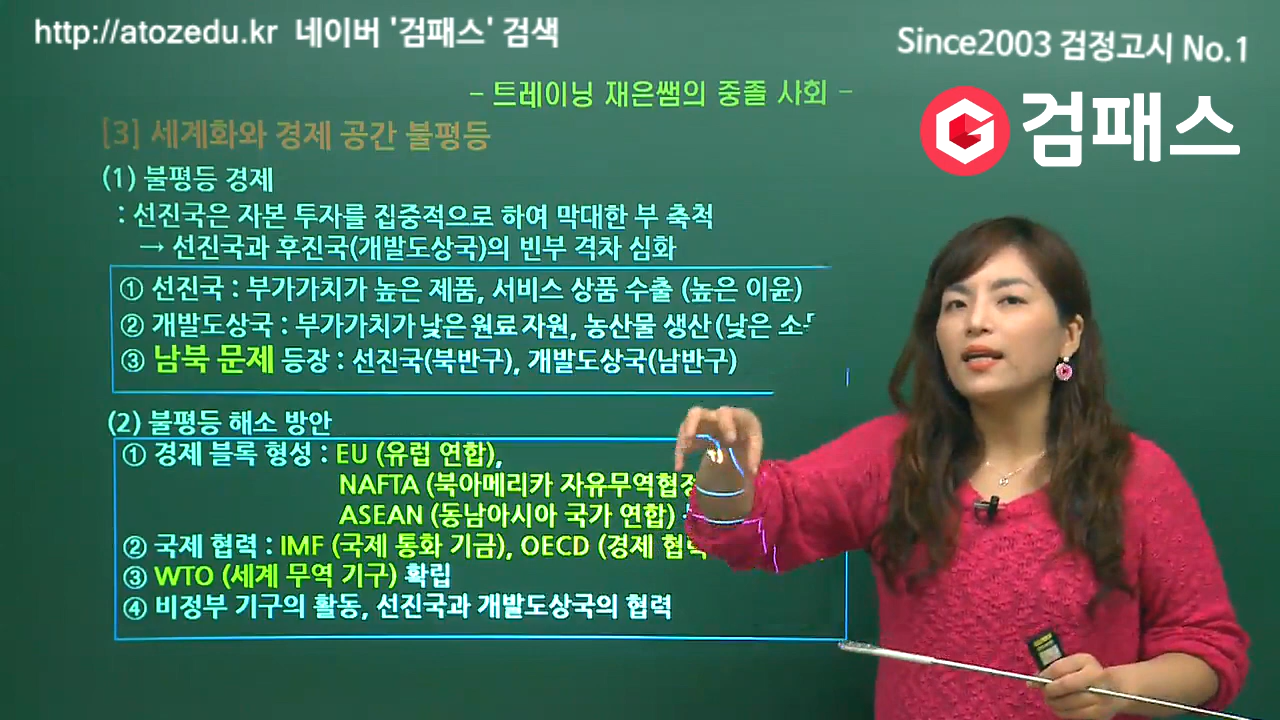 http://atozedu.kr 네이버 '검패스' 검색
Since2003 검정고시 No.1
검패스
- 트레이닝 재은쌤의 중졸 사회 -
[3] 세계화와 경제 공간 불평등
(1) 불평등 경제
: 선진국은 자본 투자를 집중적으로 하여 막대한 부 축척
→ 선진국과 후진국(개발도상국)의 빈부 격차 심화
① 선진국 : 부가가치가 높은 제품, 서비스 상품 수출 (높은 이윤)
② 개발도상국 : 부가가치가 낮은 원료 자원, 농산물 생산 (낮은
③ 남북 문제 등장 : 선진국(북반구), 개발도상국(남반구)
(2) 불평등 해소 방안
① 경제 블록 형성 : EU (유럽 연합),
NAFTA (북아메리카 자유무역협정
ASEAN (동남아시아 국가 연합)
② 국제 협력 : IMF (국제 통화 기금), OECD (경제 협력
③ WTO (세계 무역 기구) 확립
④ 비정부 기구의 활동, 선진국과 개발도상국의 협력